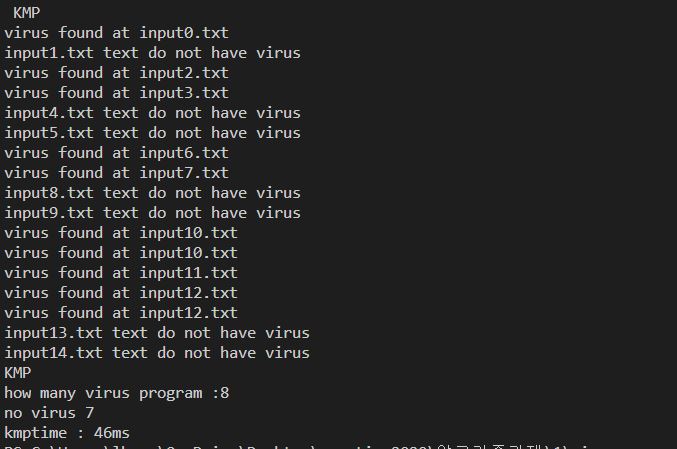 KMP
virus found at input0.txt
input1.txt text do not have virus
virus found at input2.txt
virus found at input3.txt
input4.txt text do not have virus
input5.txt text do not have virus
virus found at input6.txt
virus found at input7.txt
input8.txt text do not have virus
input9.txt text do not have virus
virus found at input10.txt
virus found at input10.txt
virus found at input11.txt
virus found at input12.txt
virus found at input12.txt
input13.txt text do not have virus
input14.txt text do not have virus
KMP
how many virus program :8
no virus 7
kmptime : 46ms